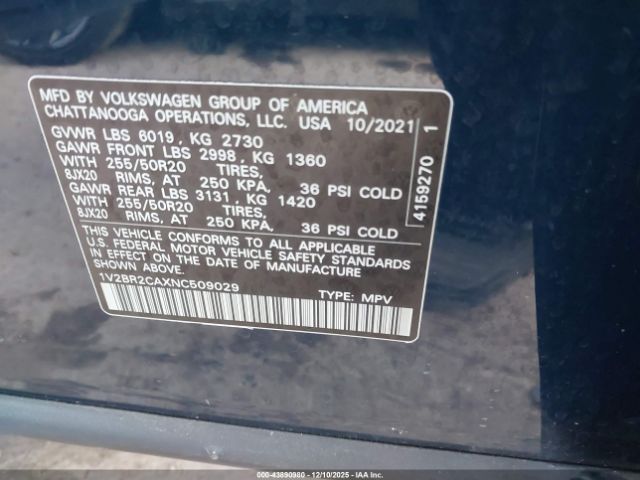 MFD BY VOLKSWAGEN GROUP OF AMERICA
CHATTANOOGA OPERATIONS, LLC. USA 10/2021
GVWR LBS 6019, KG 2730
GAWR FRONT LBS 2998, KG 1360
WITH 255/50R20 TIRES,
8JX20 RIMS, AT 250 KPA, 36 PSI COLD
GAWR REAR LBS 3131, KG 1420
WITH 255/50R20 TIRES,
8JX20 RIMS, AT 250 KPA, 36 PSI COLD
THIS VEHICLE CONFORMS TO ALL APPLICABLE
U.S. FEDERAL MOTOR VEHICLE SAFETY STANDARDS
IN EFFECT ON THE DATE OF MANUFACTURE
SHOWN ABOVE.
1V2BR2CAXNC509029 TYPE: MPV
4159270 1
000-43890980 - 12/10/2025 - IAA Inc.